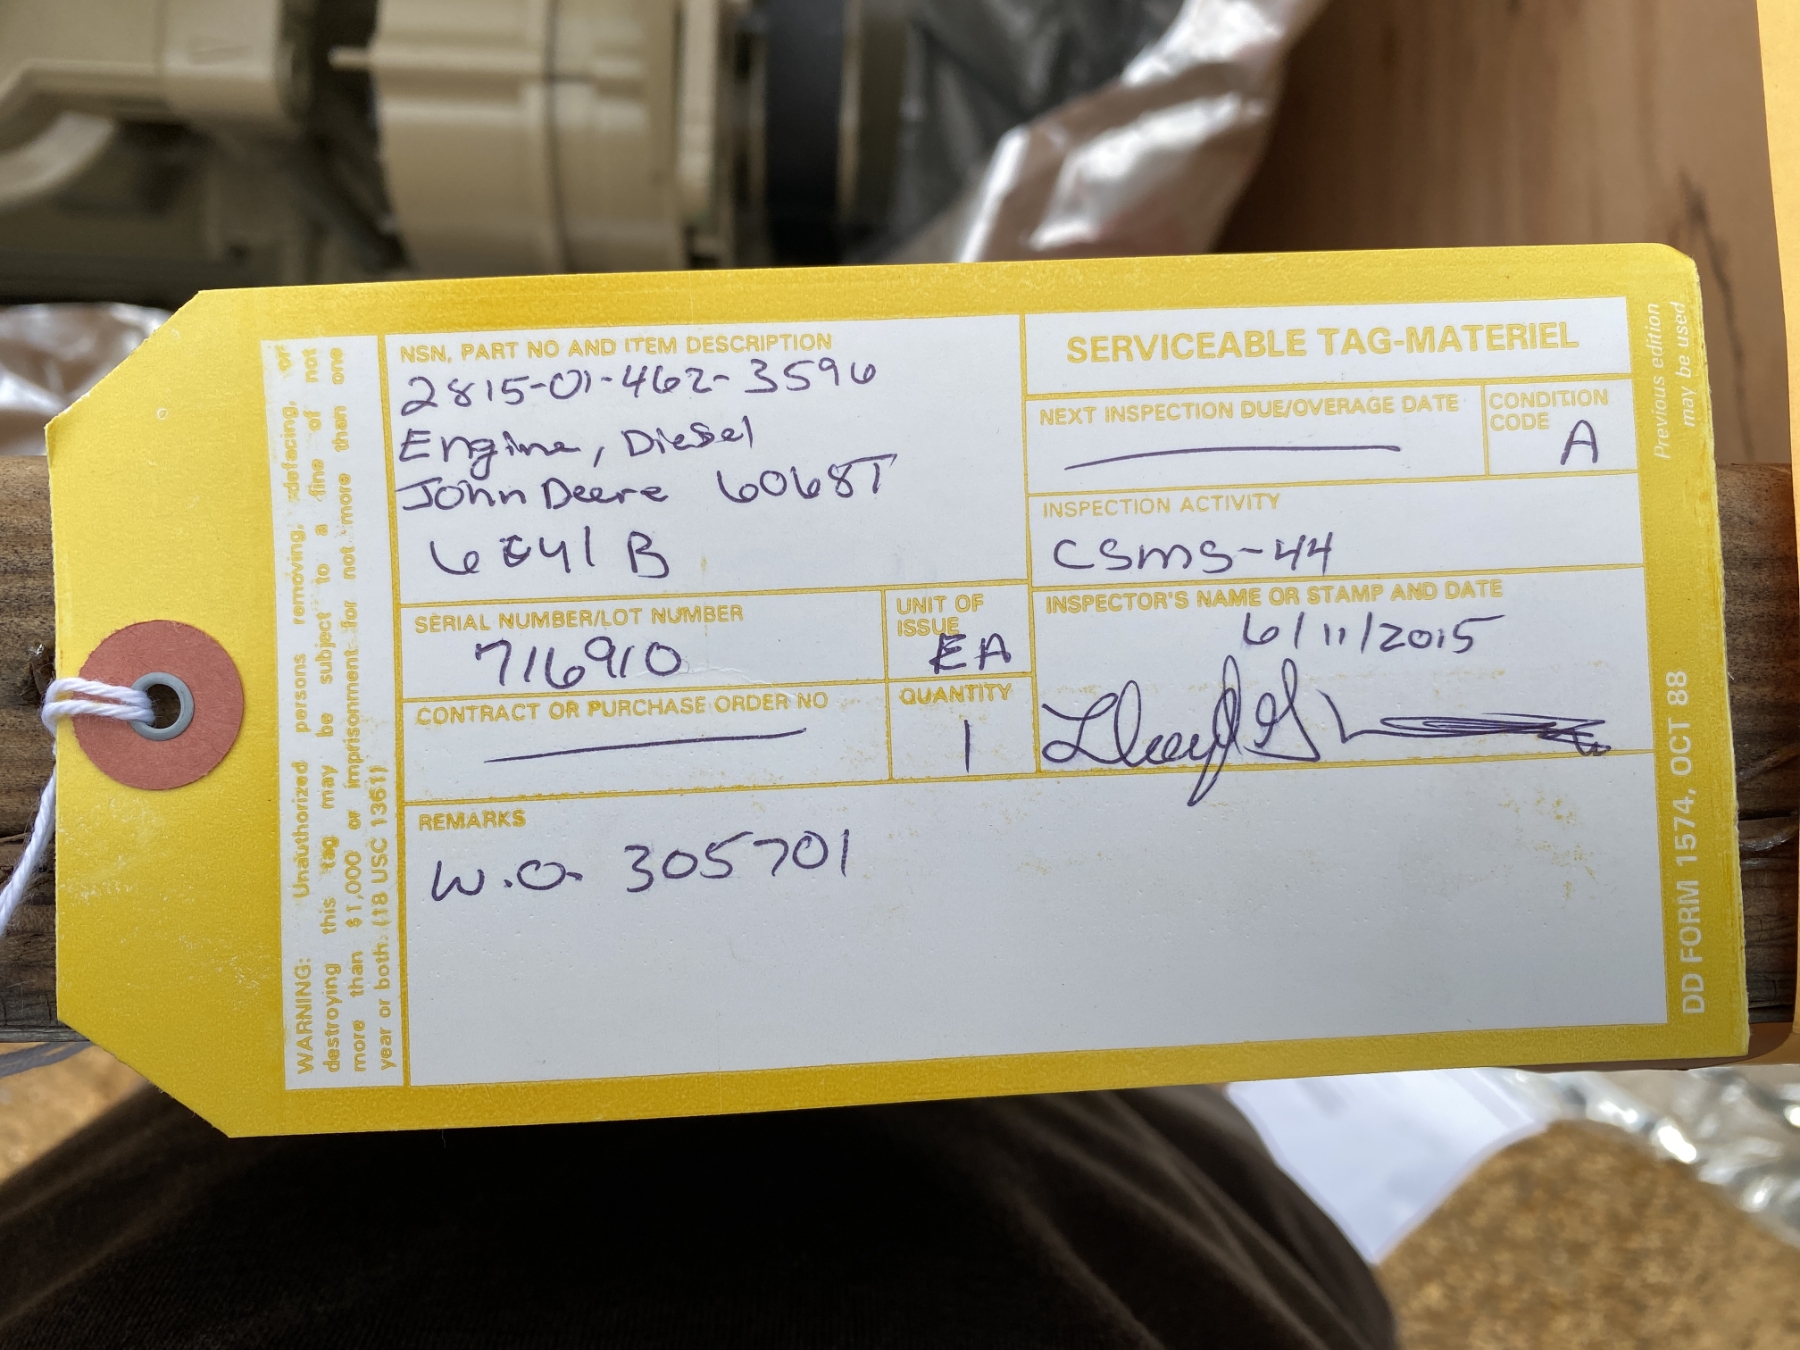 NSN, PART NO AND ITEM DESCRIPTION
2815-01-462-3596
Engine, Diesel
John Deere 6068T
SERVICEABLE TAG-MATERIEL
NEXT INSPECTION DUE/OVERAGE DATE
CONDITION
CODE
A
INSPECTION ACTIVITY
CSMS-44
SERIAL NUMBER/LOT NUMBER
716910
UNIT OF
ISSUE
EA
INSPECTOR'S NAME OR STAMP AND DATE
6/11/2015
CONTRACT OR PURCHASE ORDER NO
QUANTITY
1
REMARKS
W.O. 305701
WARNING: Unauthorized persons removing, defacing, or
destroying this tag may be subject to a fine of not
more than $1,000 or imprisonment for not more than one
year or both. (18 USC 1361)
Previous edition
may be used
DD FORM 1574, OCT 88